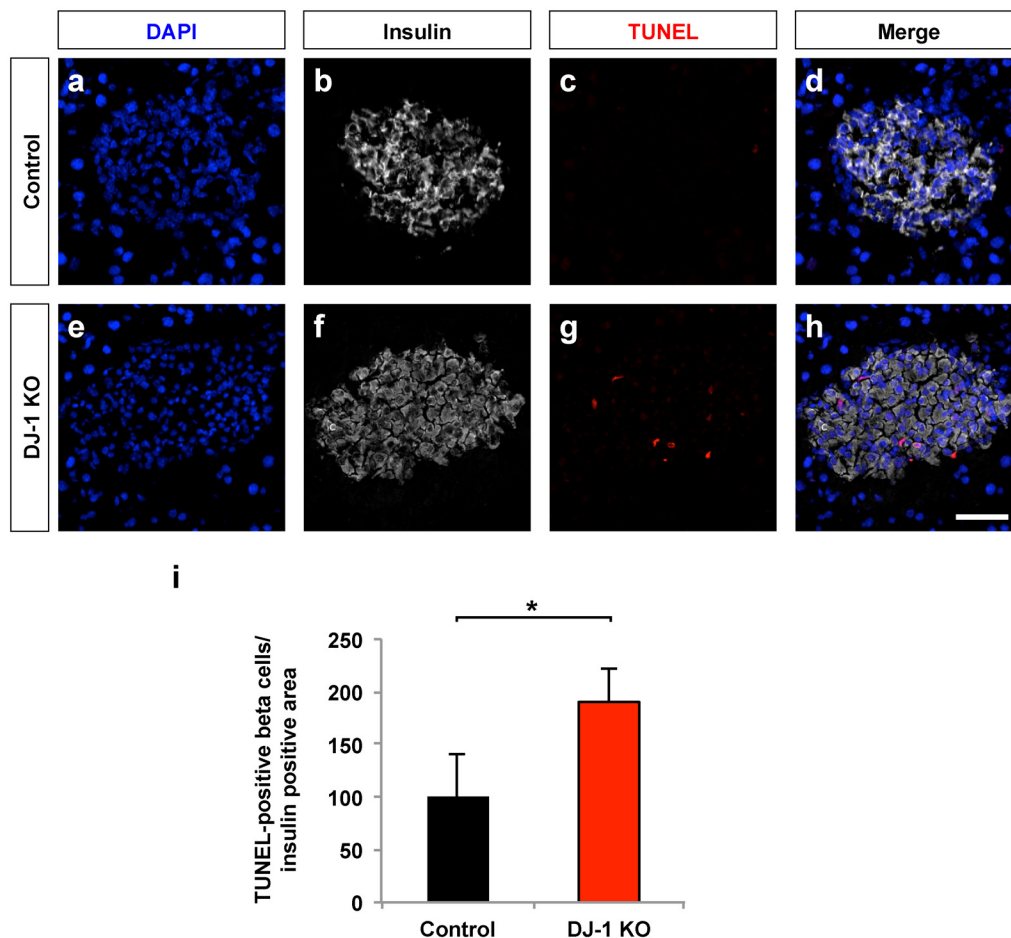 DAPI Insulin TUNEL Merge
Control
a b c d
DJ-1 KO
e f g h
i
*
TUNEL-positive beta cells/
insulin positive area
250
200
150
100
50
0
Control DJ-1 KO